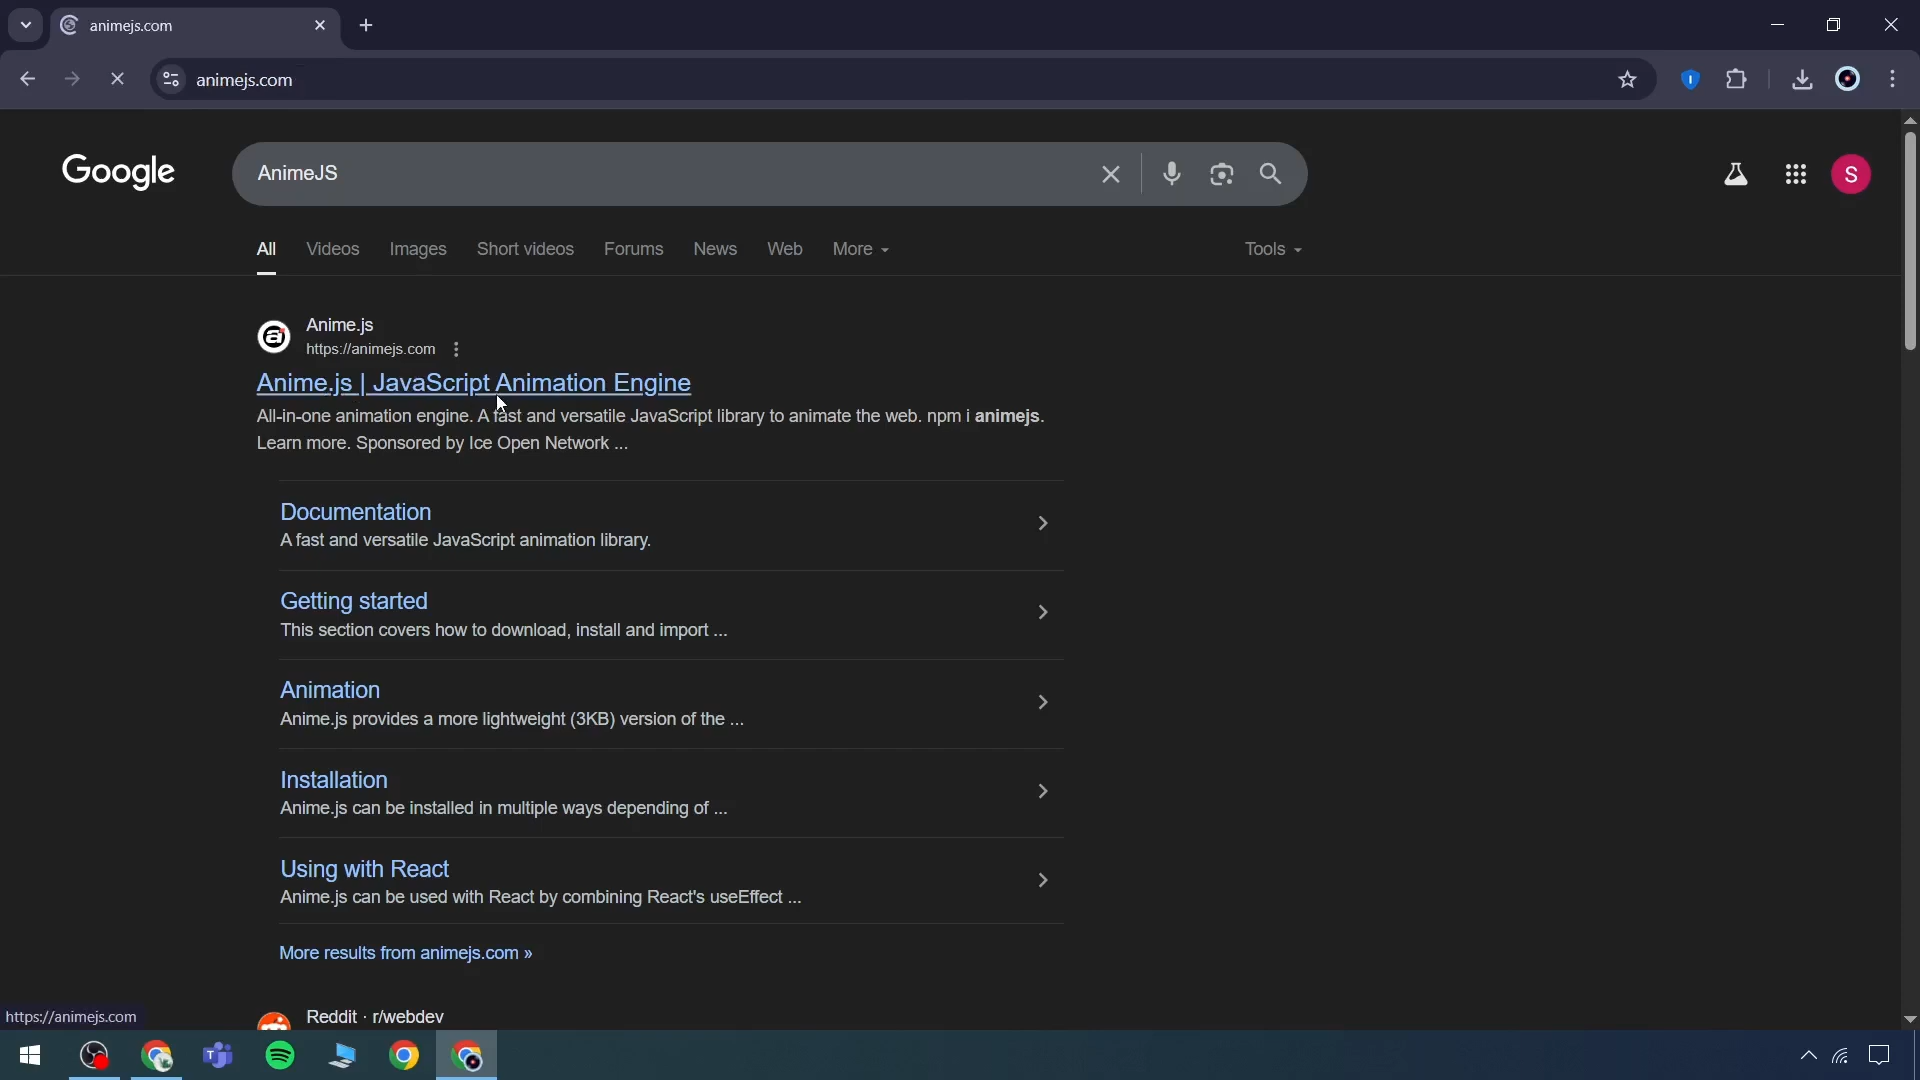 animejs.com
animejs.com
Google
AnimeJS
S
All
Videos
Images
Short videos
Forums
News
Web
More
Tools
Anime.js
https://animejs.com
Anime.js | JavaScript Animation Engine
All-in-one animation engine. A fast and versatile JavaScript library to animate the web. npm i animejs.
Learn more. Sponsored by Ice Open Network ...
Documentation
A fast and versatile JavaScript animation library.
Getting started
This section covers how to download, install and import ...
Animation
Anime.js provides a more lightweight (3KB) version of the ...
Installation
Anime.js can be installed in multiple ways depending of ...
Using with React
Anime.js can be used with React by combining React's useEffect ...
More results from animejs.com »
https://animejs.com
Reddit · r/webdev